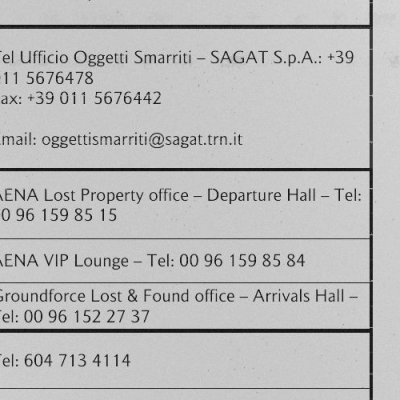 Tel Ufficio Oggetti Smarriti – SAGAT S.p.A.: +39
011 5676478
Fax: +39 011 5676442
Email: oggettismarriti@sagat.trn.it
AENA Lost Property office – Departure Hall – Tel:
00 96 159 85 15
AENA VIP Lounge – Tel: 00 96 159 85 84
Groundforce Lost & Found office – Arrivals Hall –
Tel: 00 96 152 27 37
Tel: 604 713 4114